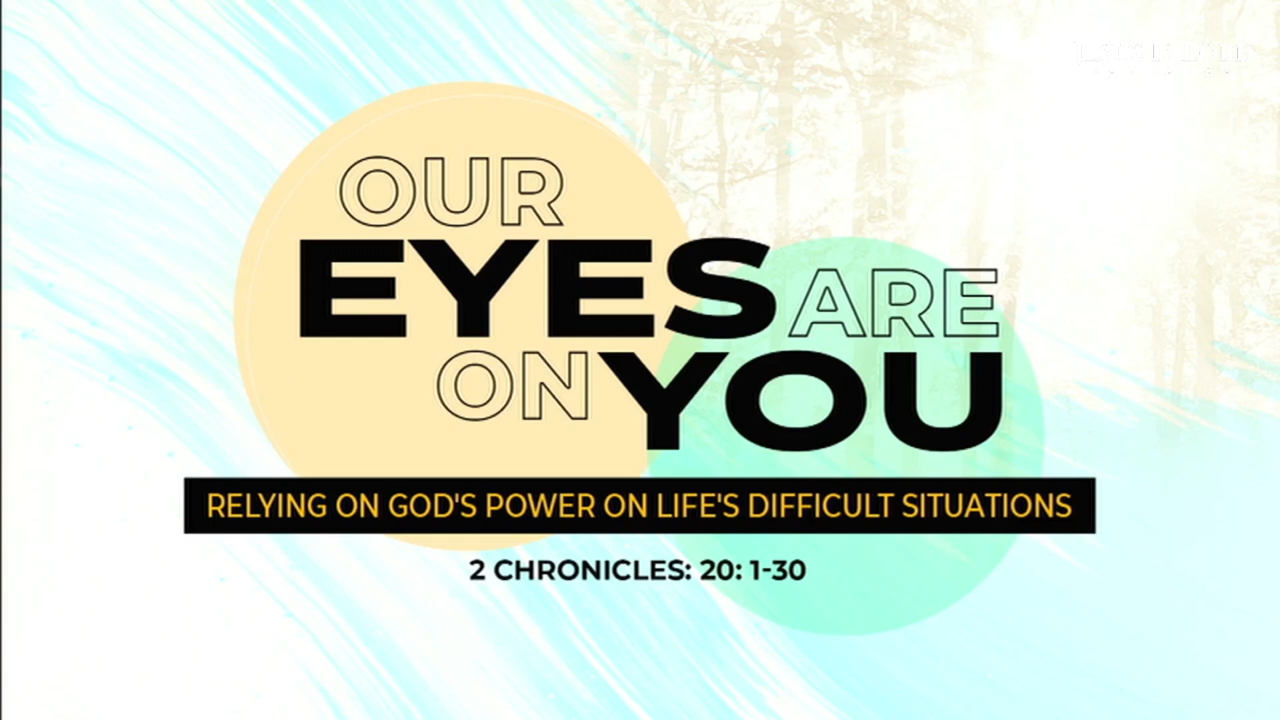 OUR
EYES ARE
ON YOU
RELYING ON GOD'S POWER ON LIFE'S DIFFICULT SITUATIONS
2 CHRONICLES: 20: 1-30